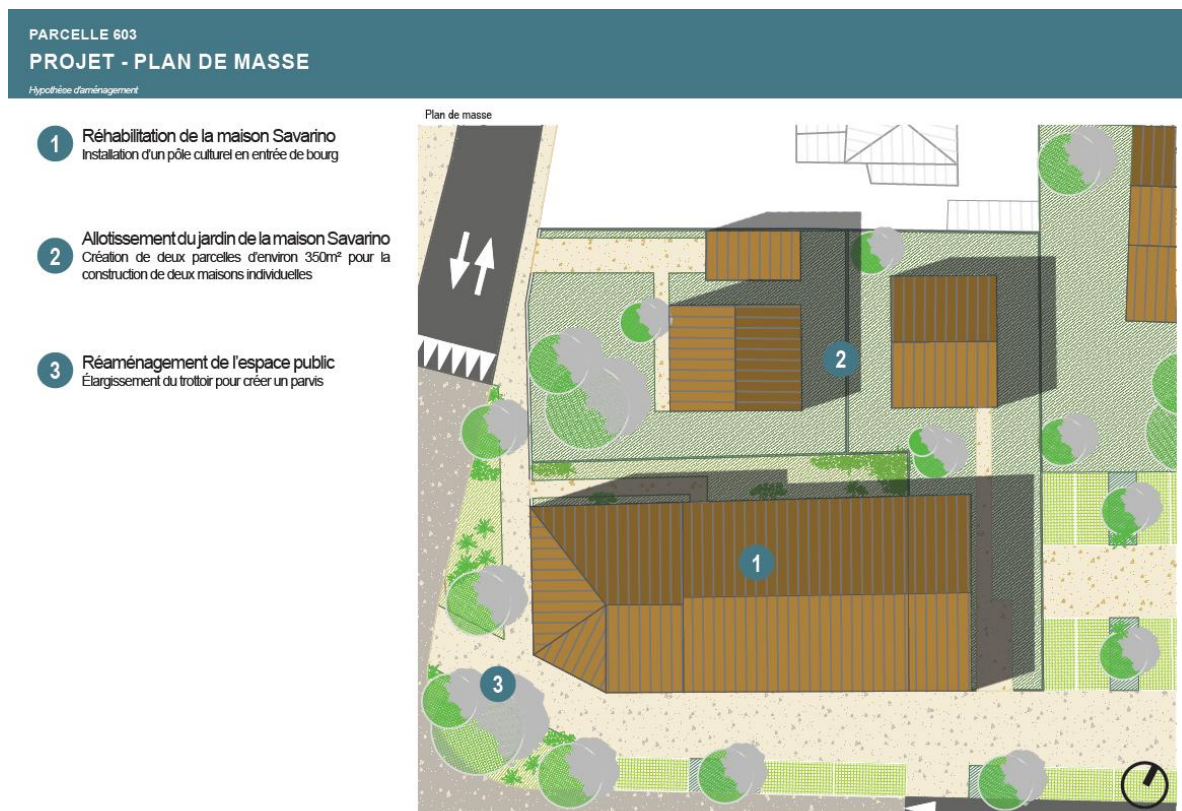 PARCELLE 603
PROJET - PLAN DE MASSE
Hypothèse d'aménagement
Plan de masse
1
Réhabilitation de la maison Savarino
Installation d'un pôle culturel en entrée de bourg
2
Allotissement du jardin de la maison Savarino
Création de deux parcelles d'environ 350m² pour la
construction de deux maisons individuelles
3
Réaménagement de l'espace public
Élargissement du trottoir pour créer un parvis
2
1
3